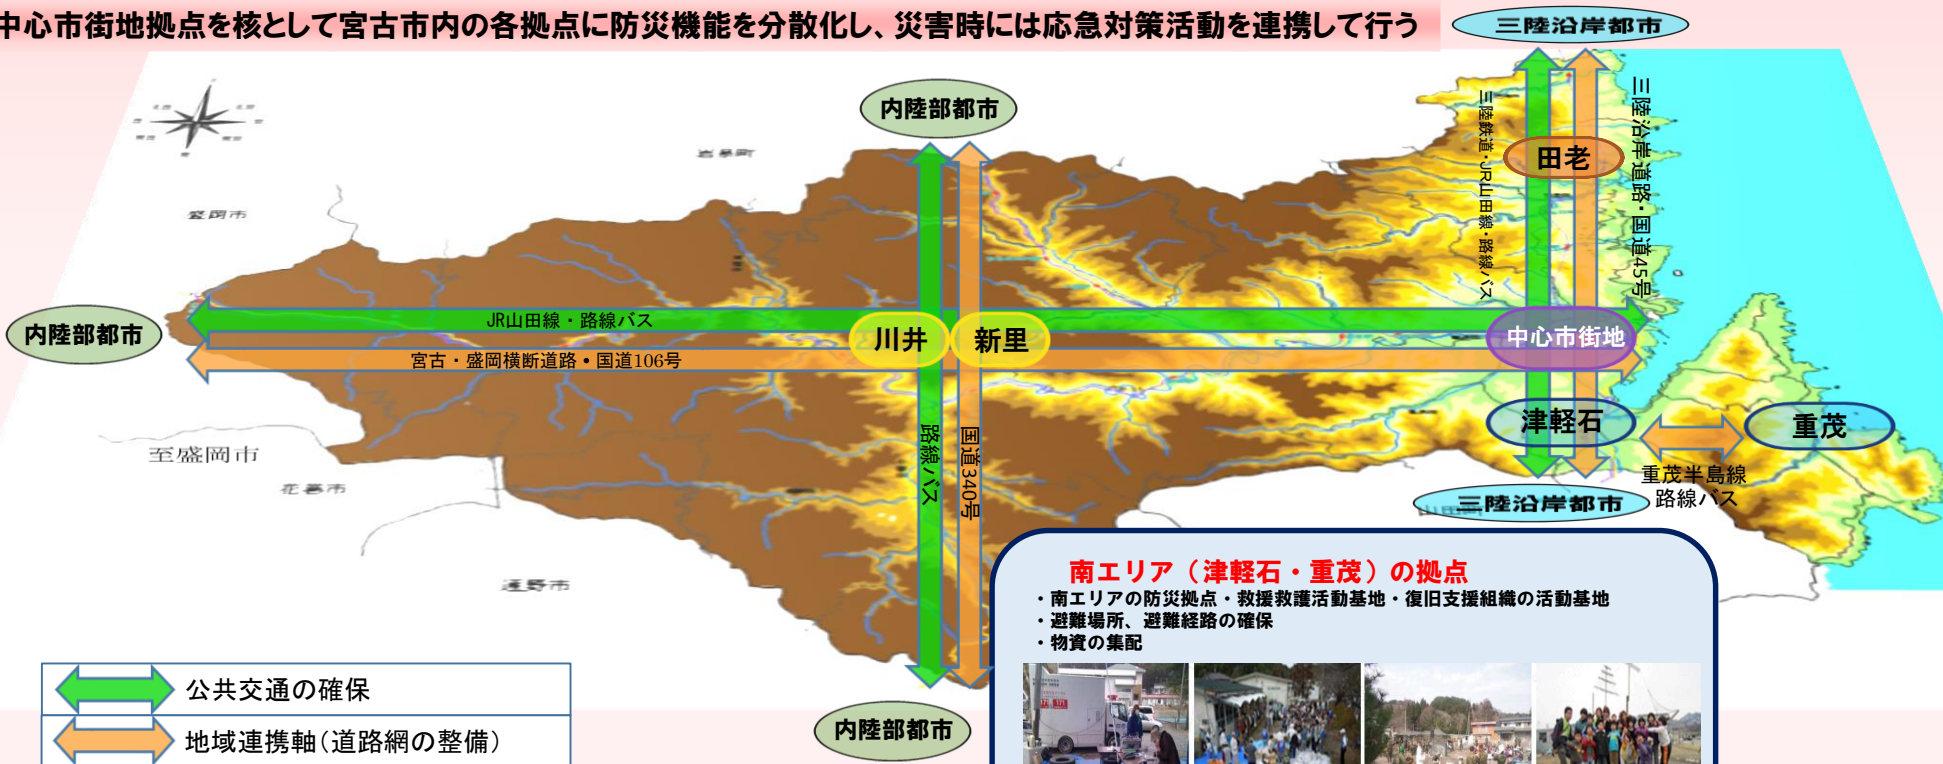 中心市街地拠点を核として宮古市内の各拠点に防災機能を分散化し、災害時には応急対策活動を連携して行う
三陸沿岸都市
内陸部都市
三陸鉄道・JR山田線・路線バス
三陸沿岸道路・国道45号
田老
岩泉町
盛岡市
内陸部都市
JR山田線・路線バス
川井
新里
中心市街地
宮古・盛岡横断道路・国道106号
津軽石
重茂
路線バス
国道340号
至盛岡市
花巻市
重茂半島線
路線バス
三陸沿岸都市
遠野市
南エリア（津軽石・重茂）の拠点
・南エリアの防災拠点・救援救護活動基地・復旧支援組織の活動基地
・避難場所、避難経路の確保
・物資の集配
公共交通の確保
地域連携軸（道路網の整備）
内陸部都市